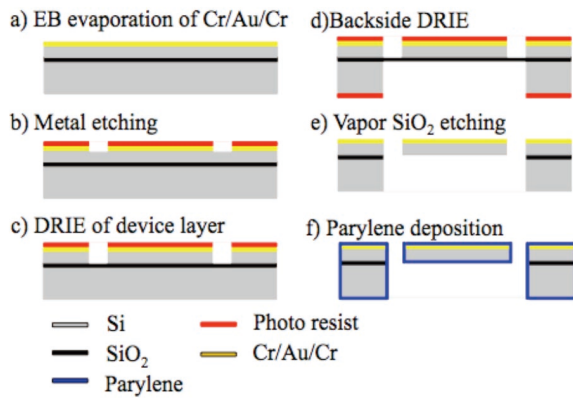 a) EB evaporation of Cr/Au/Cr
b) Metal etching
c) DRIE of device layer
d)Backside DRIE
e) Vapor SiO₂ etching
f) Parylene deposition
Si
SiO₂
Parylene
Photo resist
Cr/Au/Cr